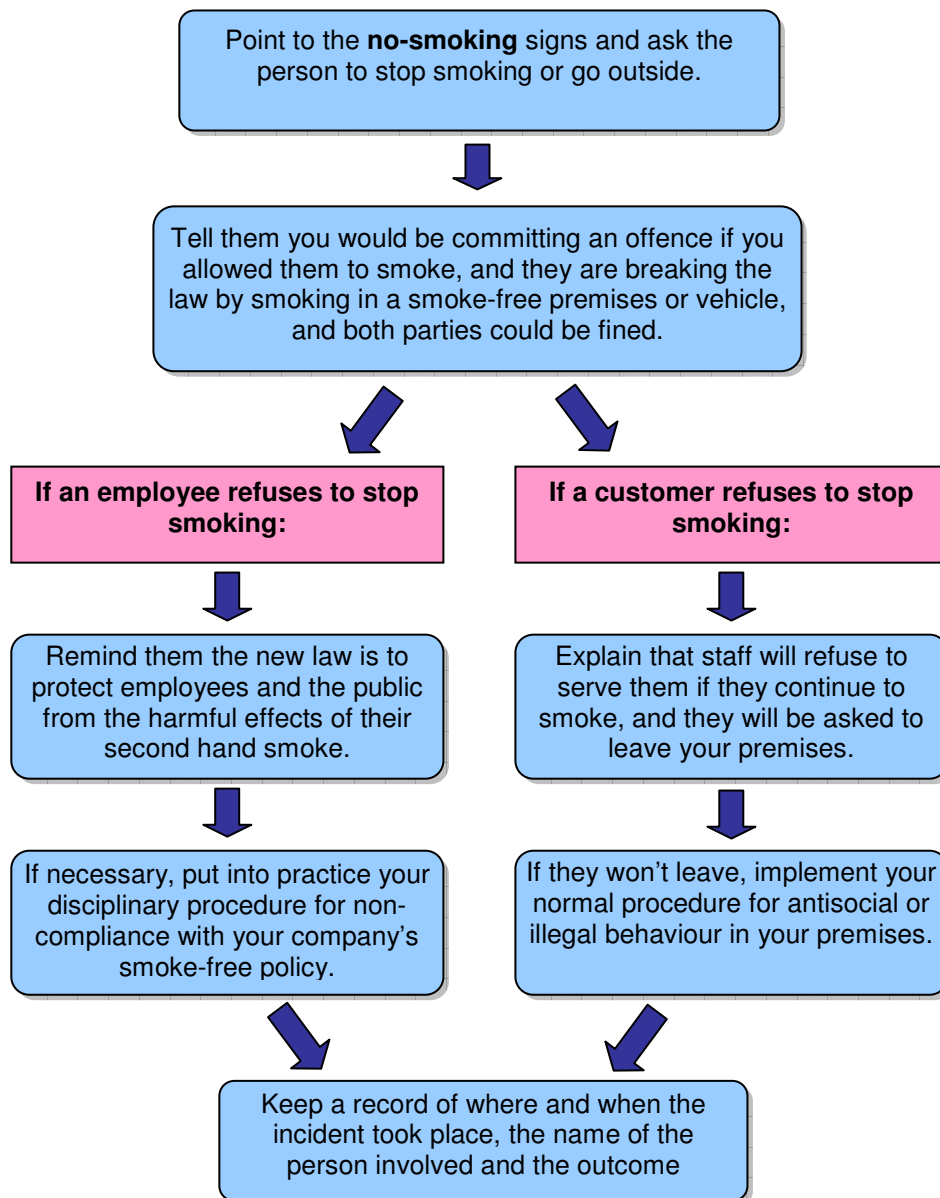 Point to the no-smoking signs and ask the
person to stop smoking or go outside.
Tell them you would be committing an offence if you
allowed them to smoke, and they are breaking the
law by smoking in a smoke-free premises or vehicle,
and both parties could be fined.
If an employee refuses to stop
smoking:
If a customer refuses to stop
smoking:
Remind them the new law is to
protect employees and the public
from the harmful effects of their
second hand smoke.
Explain that staff will refuse to
serve them if they continue to
smoke, and they will be asked to
leave your premises.
If necessary, put into practice your
disciplinary procedure for non-
compliance with your company’s
smoke-free policy.
If they won’t leave, implement your
normal procedure for antisocial or
illegal behaviour in your premises.
Keep a record of where and when the
incident took place, the name of the
person involved and the outcome